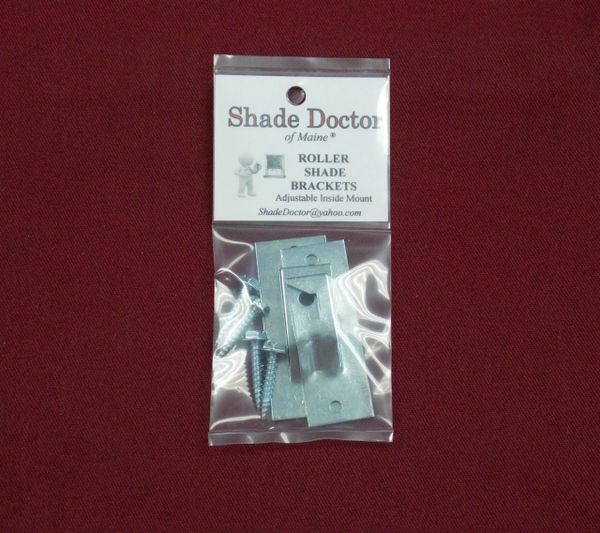 Shade Doctor
of Maine ®
ROLLER
SHADE
BRACKETS
Adjustable Inside Mount
ShadeDoctor@yahoo.com